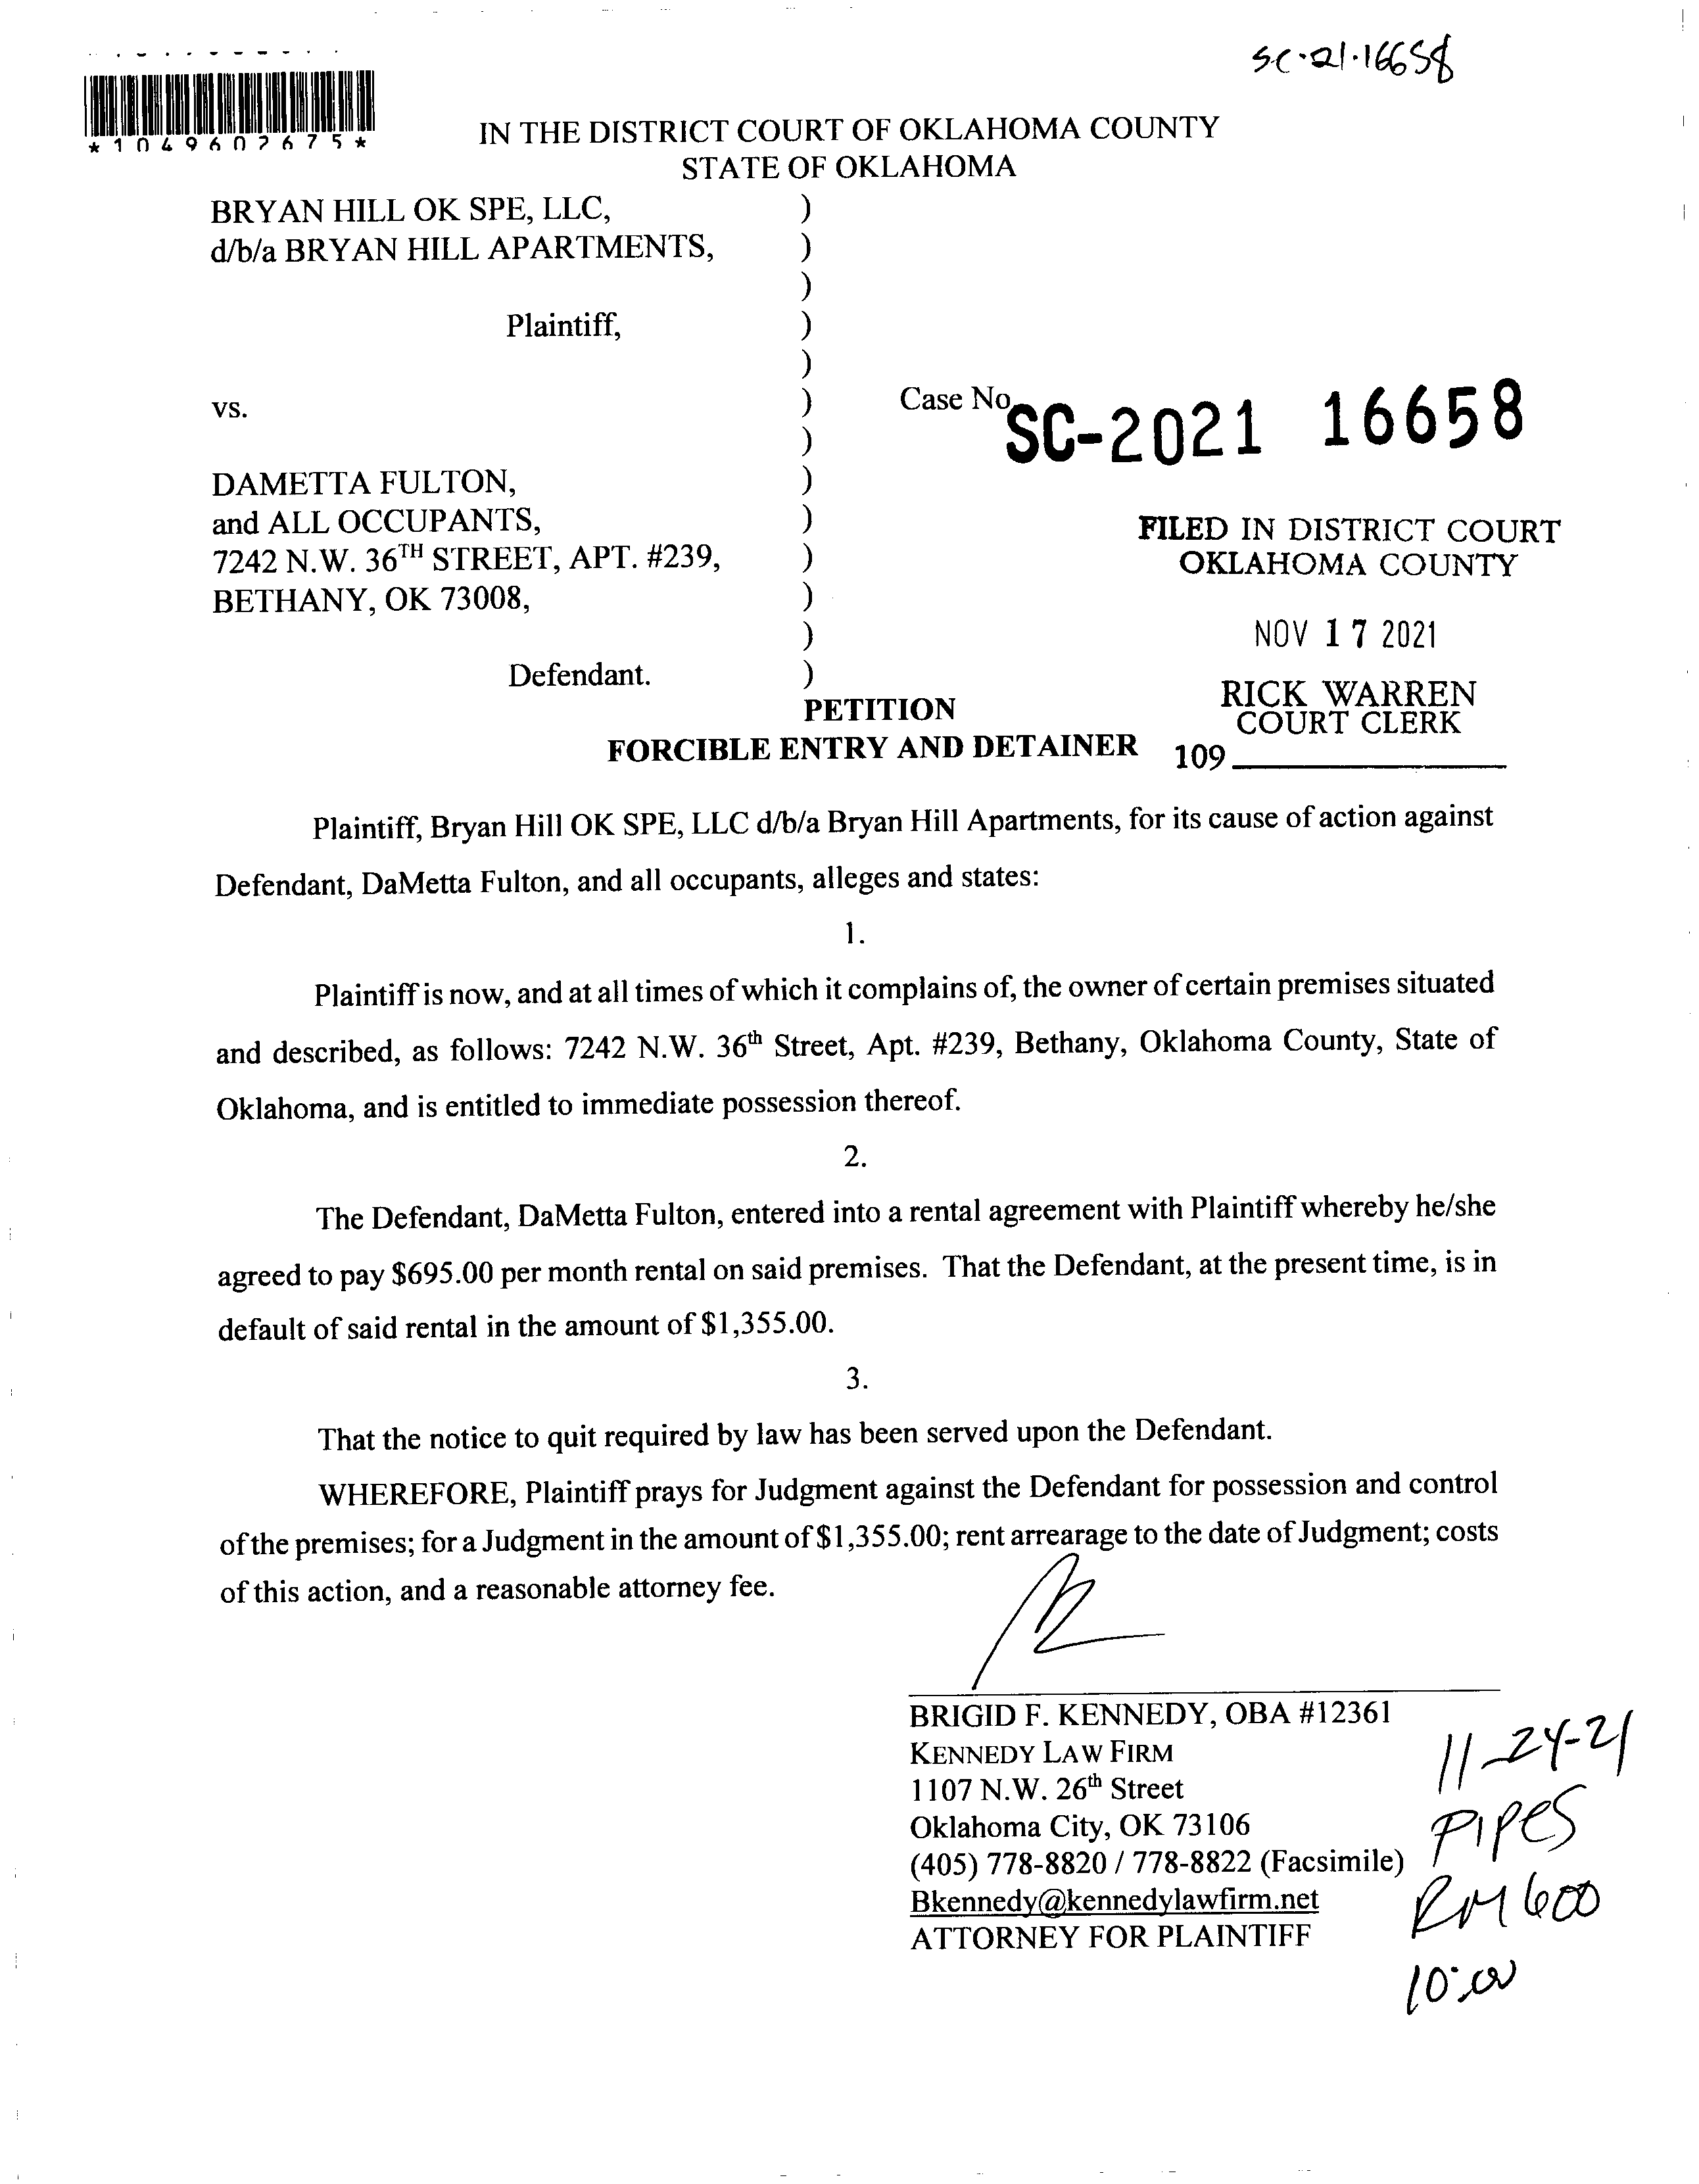 SC-21-16658
*1049602675*
IN THE DISTRICT COURT OF OKLAHOMA COUNTY
STATE OF OKLAHOMA
BRYAN HILL OK SPE, LLC, )
d/b/a BRYAN HILL APARTMENTS, )
)
Plaintiff, )
)
vs. ) Case No. SC-2021 16658
)
DAMETTA FULTON, )
and ALL OCCUPANTS, ) FILED IN DISTRICT COURT
7242 N.W. 36TH STREET, APT. #239, ) OKLAHOMA COUNTY
BETHANY, OK 73008, )
) NOV 17 2021
Defendant. )
PETITION RICK WARREN
COURT CLERK
FORCIBLE ENTRY AND DETAINER 109
Plaintiff, Bryan Hill OK SPE, LLC d/b/a Bryan Hill Apartments, for its cause of action against
Defendant, DaMetta Fulton, and all occupants, alleges and states:
1.
Plaintiff is now, and at all times of which it complains of, the owner of certain premises situated
and described, as follows: 7242 N.W. 36th Street, Apt. #239, Bethany, Oklahoma County, State of
Oklahoma, and is entitled to immediate possession thereof.
2.
The Defendant, DaMetta Fulton, entered into a rental agreement with Plaintiff whereby he/she
agreed to pay $695.00 per month rental on said premises. That the Defendant, at the present time, is in
default of said rental in the amount of $1,355.00.
3.
That the notice to quit required by law has been served upon the Defendant.
WHEREFORE, Plaintiff prays for Judgment against the Defendant for possession and control
of the premises; for a Judgment in the amount of $1,355.00; rent arrearage to the date of Judgment; costs
of this action, and a reasonable attorney fee.
BRIGID F. KENNEDY, OBA #12361
KENNEDY LAW FIRM
1107 N.W. 26th Street
Oklahoma City, OK 73106
(405) 778-8820 / 778-8822 (Facsimile)
Bkennedy@kennedylawfirm.net
ATTORNEY FOR PLAINTIFF
11-24-21
PIPES
RM 600
10:00